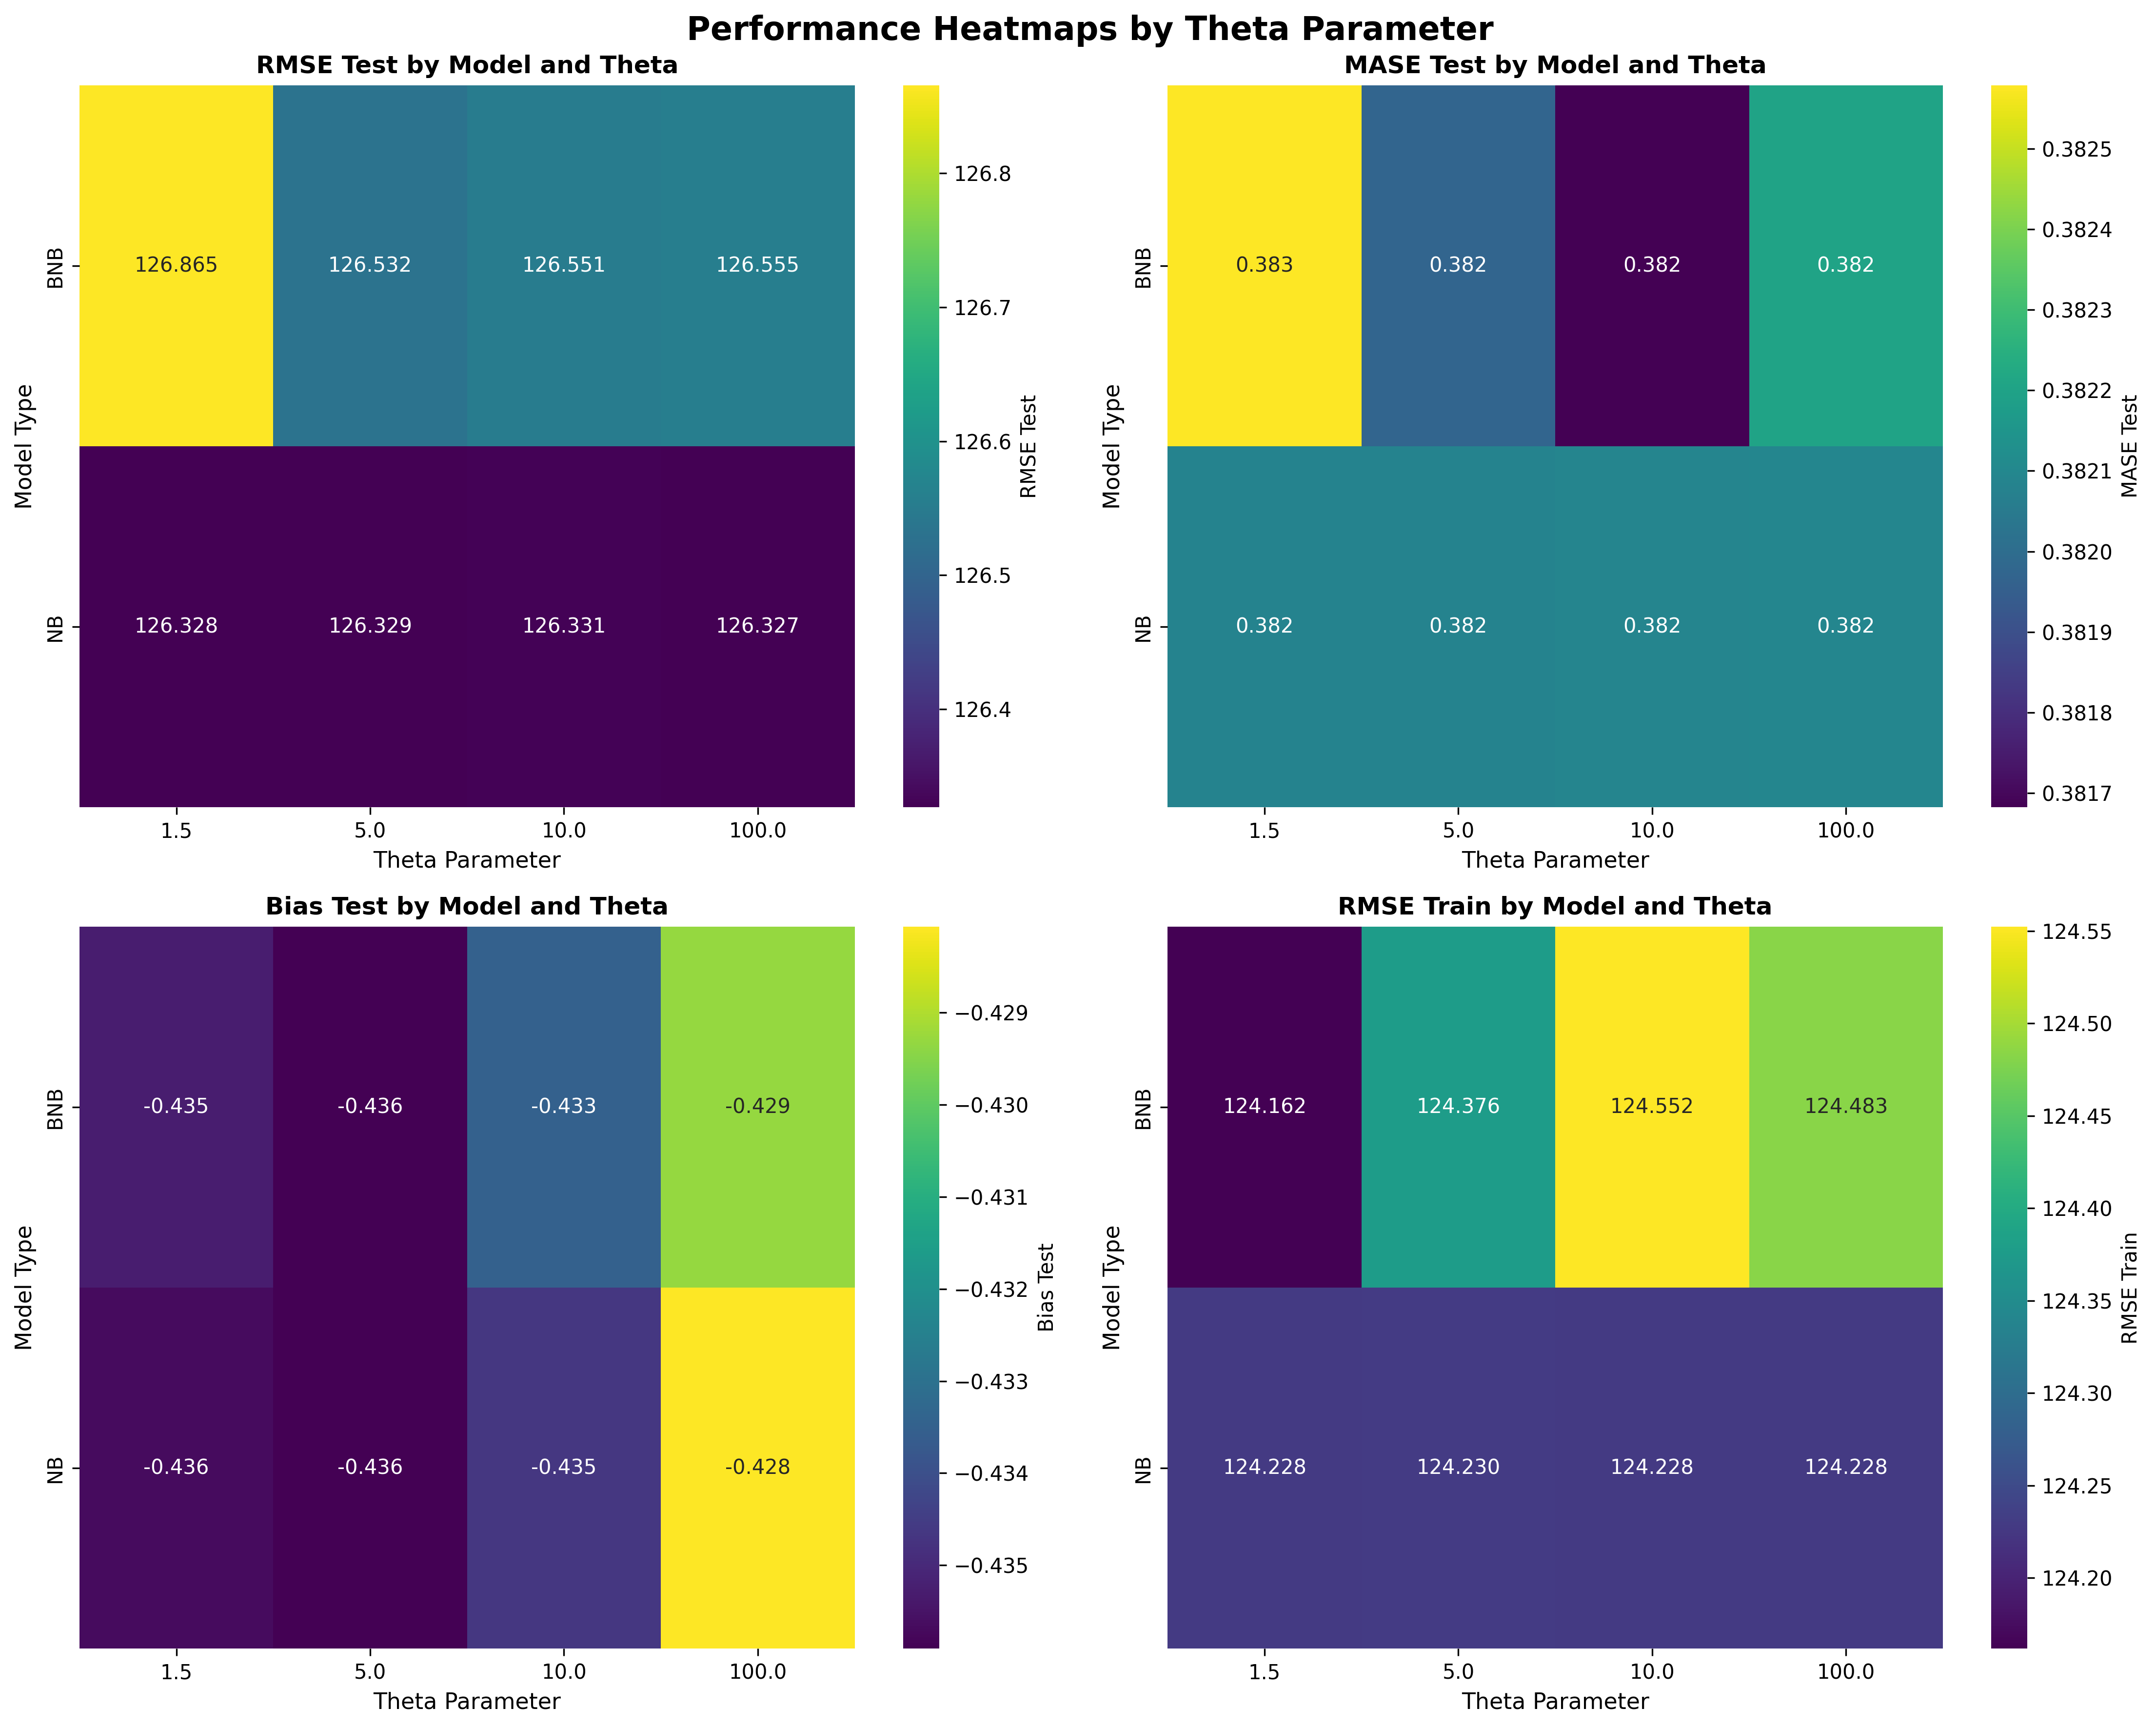 Performance Heatmaps by Theta Parameter
RMSE Test by Model and Theta
Model Type
BNB
NB
126.865 126.532 126.551 126.555
126.328 126.329 126.331 126.327
1.5 5.0 10.0 100.0
Theta Parameter
126.8
126.7
126.6
126.5
126.4
RMSE Test
MASE Test by Model and Theta
Model Type
BNB
NB
0.383 0.382 0.382 0.382
0.382 0.382 0.382 0.382
1.5 5.0 10.0 100.0
Theta Parameter
0.3825
0.3824
0.3823
0.3822
0.3821
0.3820
0.3819
0.3818
0.3817
MASE Test
Bias Test by Model and Theta
Model Type
BNB
NB
-0.435 -0.436 -0.433 -0.429
-0.436 -0.436 -0.435 -0.428
1.5 5.0 10.0 100.0
Theta Parameter
−0.429
−0.430
−0.431
−0.432
−0.433
−0.434
−0.435
Bias Test
RMSE Train by Model and Theta
Model Type
BNB
NB
124.162 124.376 124.552 124.483
124.228 124.230 124.228 124.228
1.5 5.0 10.0 100.0
Theta Parameter
124.55
124.50
124.45
124.40
124.35
124.30
124.25
124.20
RMSE Train